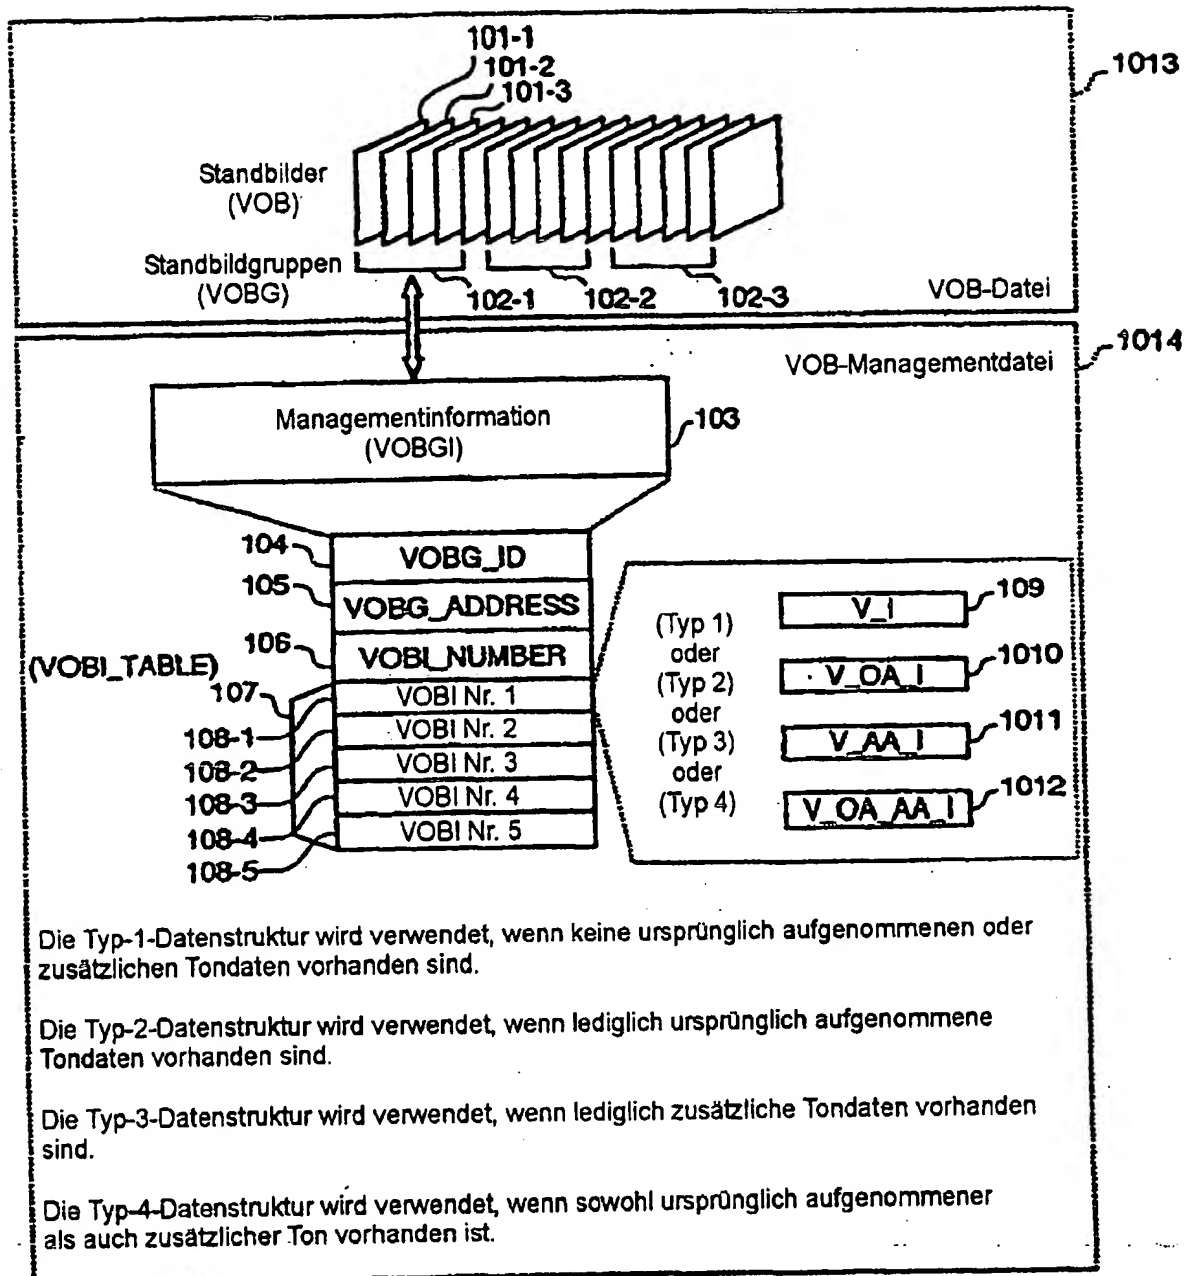 101-1
101-2
101-3
1013
Standbilder
(VOB)
Standbildgruppen
(VOBG)
102-1
102-2
102-3
VOB-Datei
1014
VOB-Managementdatei
Managementinformation
(VOBGI)
103
104
VOBG_ID
105
VOBG_ADDRESS
106
VOBI_NUMBER
(VOBI_TABLE)
107
VOBI Nr. 1
108-1
VOBI Nr. 2
108-2
VOBI Nr. 3
108-3
VOBI Nr. 4
108-4
VOBI Nr. 5
108-5
(Typ 1)
oder
(Typ 2)
oder
(Typ 3)
oder
(Typ 4)
V_I
109
V_OA_I
1010
V_AA_I
1011
V_OA_AA_I
1012
Die Typ-1-Datenstruktur wird verwendet, wenn keine ursprünglich aufgenommenen oder
zusätzlichen Tondaten vorhanden sind.
Die Typ-2-Datenstruktur wird verwendet, wenn lediglich ursprünglich aufgenommene
Tondaten vorhanden sind.
Die Typ-3-Datenstruktur wird verwendet, wenn lediglich zusätzliche Tondaten vorhanden
sind.
Die Typ-4-Datenstruktur wird verwendet, wenn sowohl ursprünglich aufgenommener
als auch zusätzlicher Ton vorhanden ist.